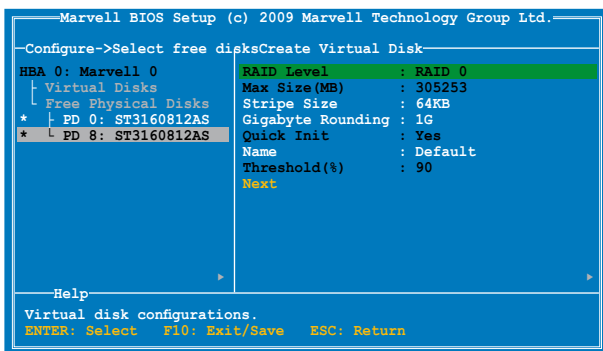 Marvell BIOS Setup (c) 2009 Marvell Technology Group Ltd.
Configure->Select free disksCreate Virtual Disk
HBA 0: Marvell 0
Virtual Disks
Free Physical Disks
* PD 0: ST3160812AS
* PD 8: ST3160812AS
RAID Level : RAID 0
Max Size(MB) : 305253
Stripe Size : 64KB
Gigabyte Rounding : 1G
Quick Init : Yes
Name : Default
Threshold(%) : 90
Next
Help
Virtual disk configurations.
ENTER: Select F10: Exit/Save ESC: Return